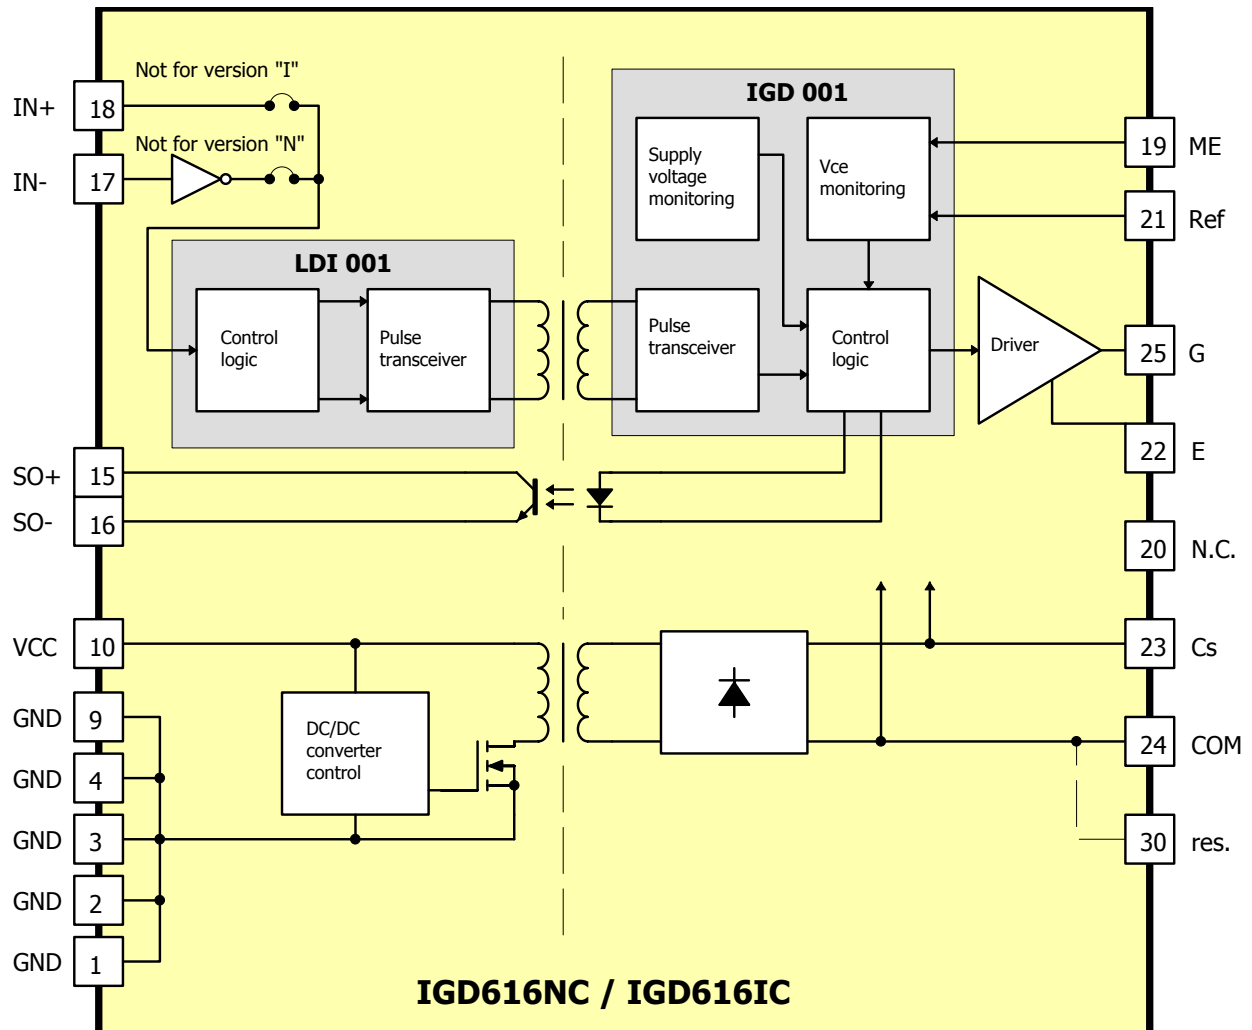 Not for version "I"
IN+
18
Not for version "N"
IN-
17
IGD 001
Supply
voltage
monitoring
Vce
monitoring
19
ME
21
Ref
LDI 001
Control
logic
Pulse
transceiver
Pulse
transceiver
Control
logic
Driver
25
G
22
E
SO+
15
SO-
16
20
N.C.
VCC
10
23
Cs
GND
9
DC/DC
converter
control
24
COM
GND
4
GND
3
30
res.
GND
2
GND
1
IGD616NC / IGD616IC